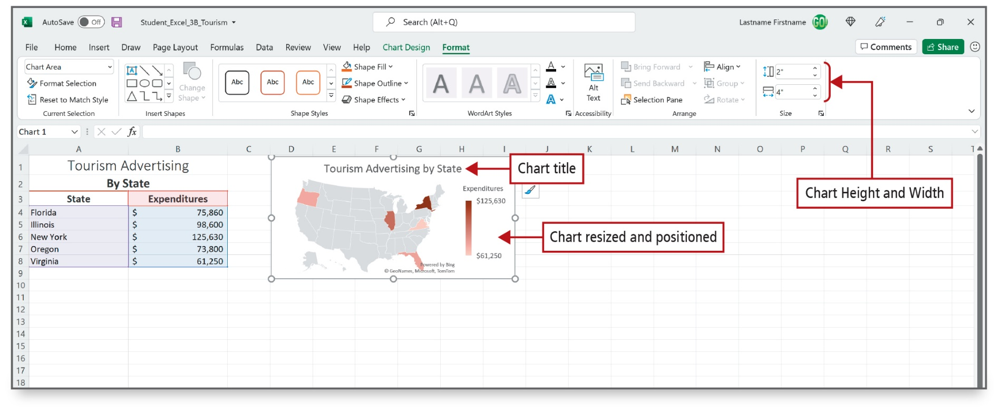 AutoSave Off Student_Excel_3B_Tourism Search (Alt+Q) Lastname Firstname GO!
File Home Insert Draw Page Layout Formulas Data Review View Help Chart Design Format Comments Share
Chart Area
Format Selection
Reset to Match Style
Current Selection
Change
Shape
Insert Shapes
Abc Abc Abc
Shape Fill
Shape Outline
Shape Effects
Shape Styles
A A A
A
A
A
WordArt Styles
Alt
Text
Accessibility
Bring Forward
Send Backward
Selection Pane
Align
Group
Rotate
Arrange
2"
4"
Size
Chart Height and Width
Chart 1 fx
A B C D E F G H I J K L M N O P Q R S T
1 Tourism Advertising
2 By State
3 State Expenditures
4 Florida $ 75,860
5 Illinois $ 98,600
6 New York $ 125,630
7 Oregon $ 73,800
8 Virginia $ 61,250
9
10
11
12
13
14
15
16
17
18
Tourism Advertising by State
Chart title
Expenditures
$125,630
$61,250
Powered by Bing
© GeoNames, Microsoft, TomTom
Chart resized and positioned